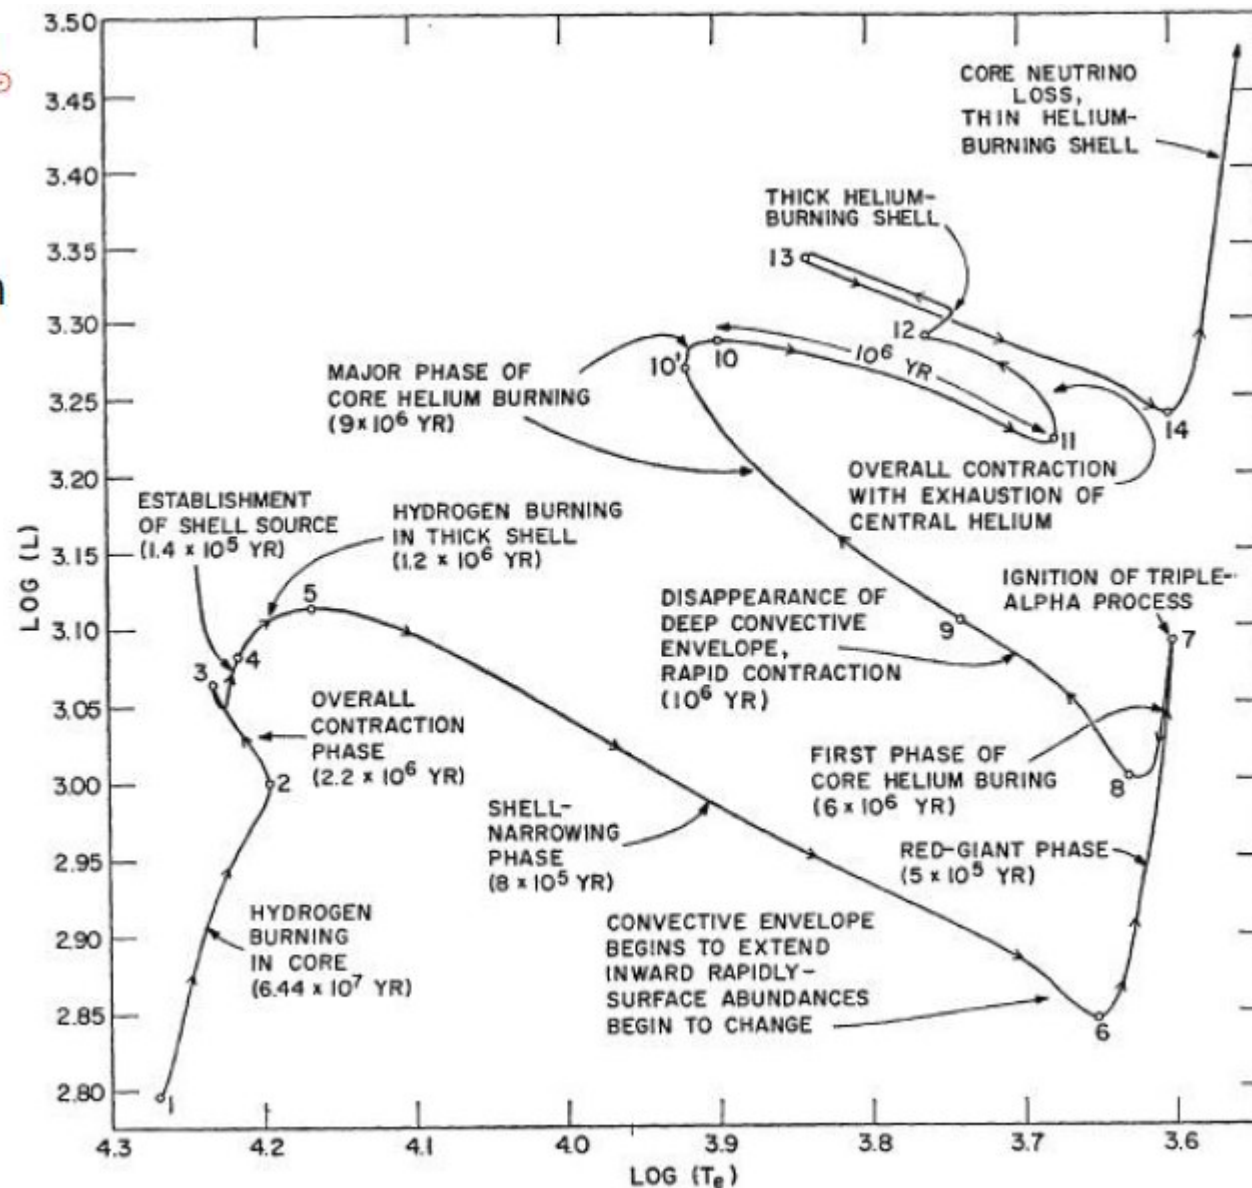 3.50
3.45
3.40
3.35
3.30
3.25
3.20
3.15
3.10
3.05
3.00
2.95
2.90
2.85
2.80
LOG (L)
n
CORE NEUTRINO
LOSS,
THIN HELIUM-
BURNING SHELL
THICK HELIUM-
BURNING SHELL
13
12
10'
10
10⁶ YR
11
14
MAJOR PHASE OF
CORE HELIUM BURNING
(9 x 10⁶ YR)
OVERALL CONTRACTION
WITH EXHAUSTION OF
CENTRAL HELIUM
ESTABLISHMENT
OF SHELL SOURCE
(1.4 x 10⁵ YR)
HYDROGEN BURNING
IN THICK SHELL
(1.2 x 10⁶ YR)
IGNITION OF TRIPLE-
ALPHA PROCESS
5
4
3
7
9
DISAPPEARANCE OF
DEEP CONVECTIVE
ENVELOPE,
RAPID CONTRACTION
(10⁶ YR)
OVERALL
CONTRACTION
PHASE
(2.2 x 10⁶ YR)
2
FIRST PHASE OF
CORE HELIUM BURING
(6 x 10⁶ YR)
8
SHELL-
NARROWING
PHASE
(8 x 10⁵ YR)
RED-GIANT PHASE
(5 x 10⁵ YR)
HYDROGEN
BURNING
IN CORE
(6.44 x 10⁷ YR)
CONVECTIVE ENVELOPE
BEGINS TO EXTEND
INWARD RAPIDLY-
SURFACE ABUNDANCES
BEGIN TO CHANGE
6
1
4.3 4.2 4.1 4.0 3.9 3.8 3.7 3.6
LOG (Te)